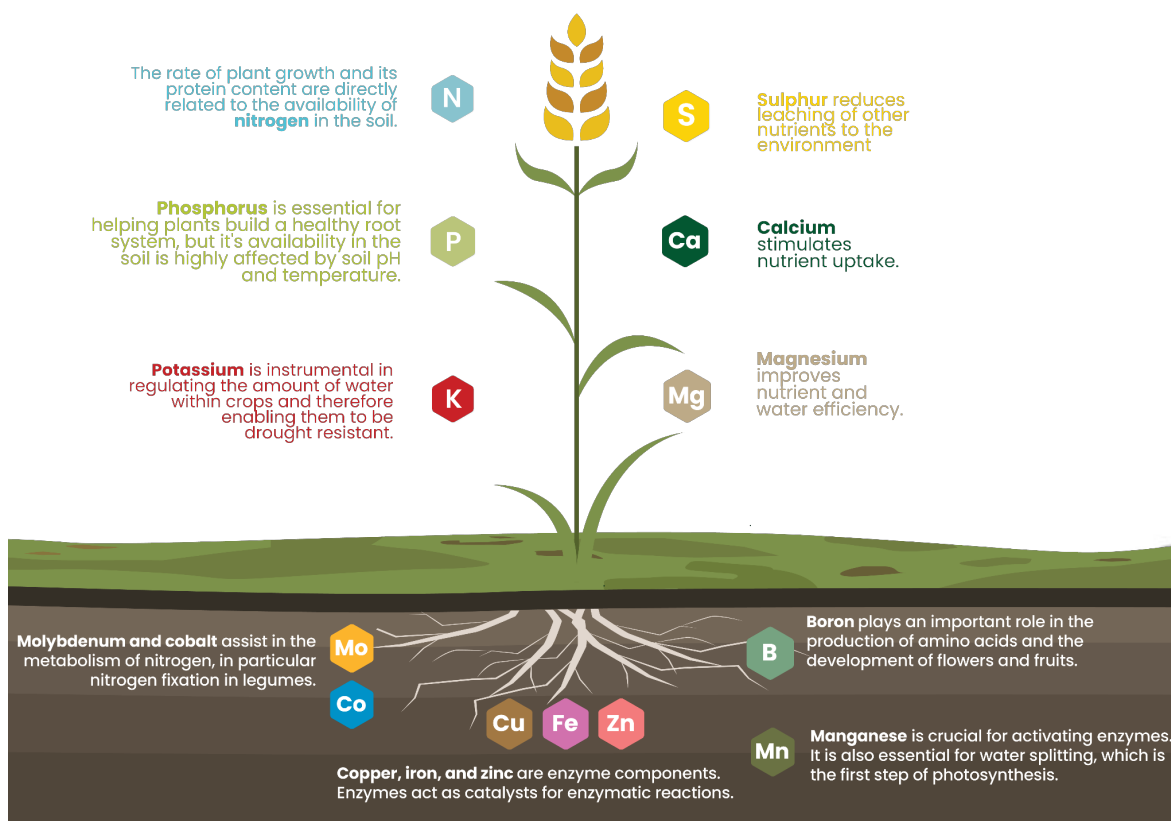 The rate of plant growth and its
protein content are directly
related to the availability of
nitrogen in the soil.
N
S
Sulphur reduces
leaching of other
nutrients to the
environment
Phosphorus is essential for
helping plants build a healthy root
system, but it's availability in the
soil is highly affected by soil pH
and temperature.
P
Ca
Calcium
stimulates
nutrient uptake.
Potassium is instrumental in
regulating the amount of water
within crops and therefore
enabling them to be
drought resistant.
K
Mg
Magnesium
improves
nutrient and
water efficiency.
Molybdenum and cobalt assist in the
metabolism of nitrogen, in particular
nitrogen fixation in legumes.
Mo
Co
Cu
Fe
Zn
Copper, iron, and zinc are enzyme components.
Enzymes act as catalysts for enzymatic reactions.
B
Boron plays an important role in the
production of amino acids and the
development of flowers and fruits.
Mn
Manganese is crucial for activating enzymes.
It is also essential for water splitting, which is
the first step of photosynthesis.